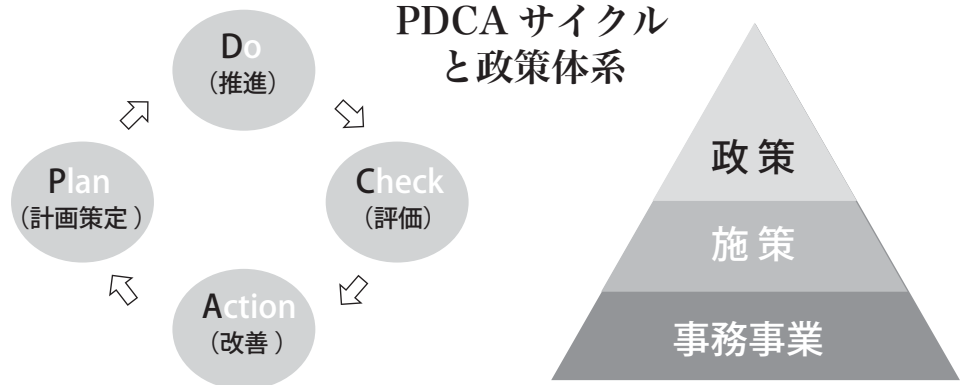 PDCA サイクル
と政策体系
Do
（推進）
Plan
（計画策定 ）
Check
（評価）
Action
（改善 ）
政 策
施 策
事務事業